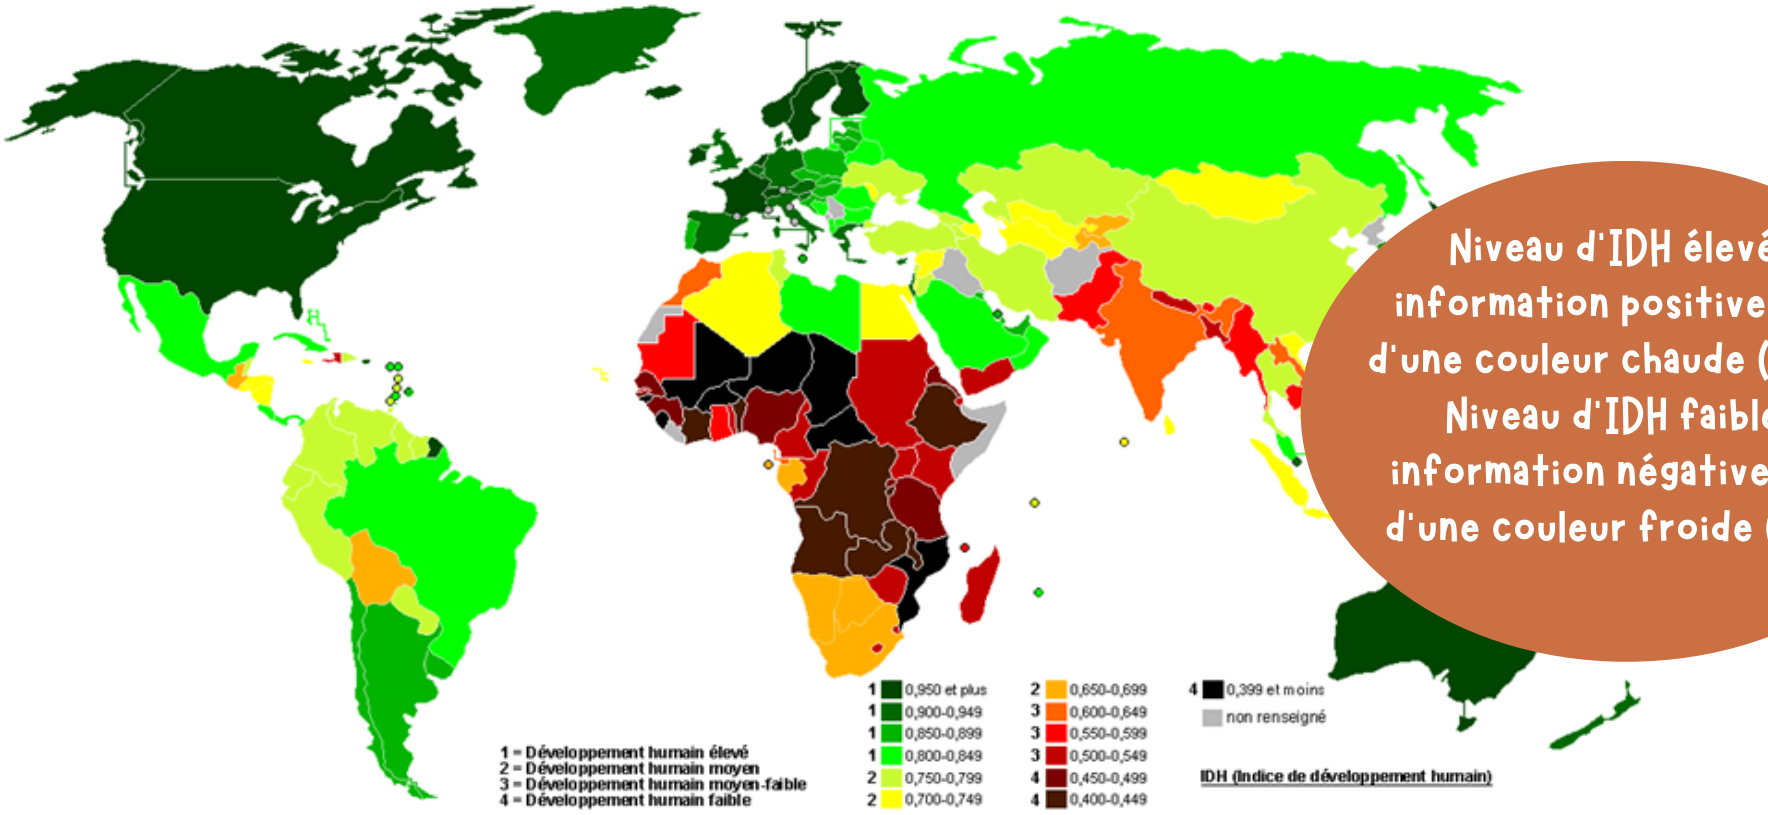 Niveau d'IDH élevé
information positive
d'une couleur chaude (
Niveau d'IDH faible
information négative
d'une couleur froide (
1 0,950 et plus
1 0,900-0,949
1 0,850-0,899
1 0,800-0,849
2 0,750-0,799
2 0,700-0,749
2 0,650-0,699
3 0,600-0,649
3 0,550-0,599
3 0,500-0,549
4 0,450-0,499
4 0,400-0,449
4 0,399 et moins
non renseigné
1 = Développement humain élevé
2 = Développement humain moyen
3 = Développement humain moyen-faible
4 = Développement humain faible
IDH (Indice de développement humain)